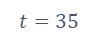 t = 35